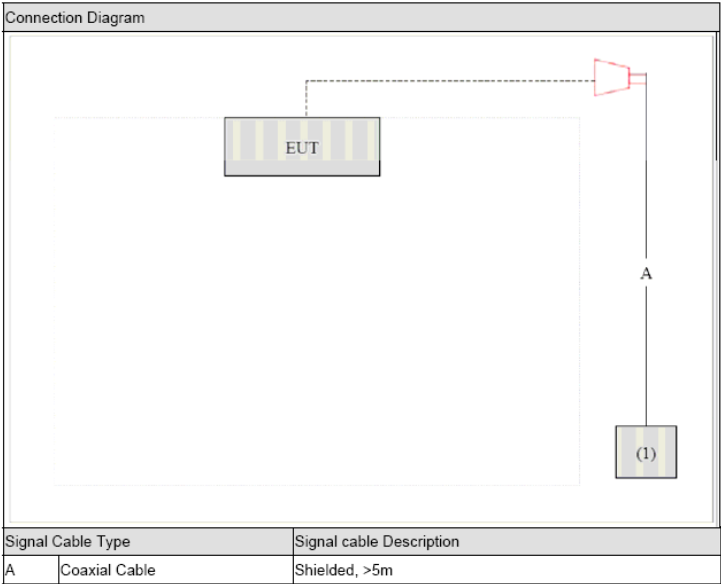 Connection Diagram
EUT
A
(1)
Signal Cable Type Signal cable Description
A Coaxial Cable Shielded, >5m